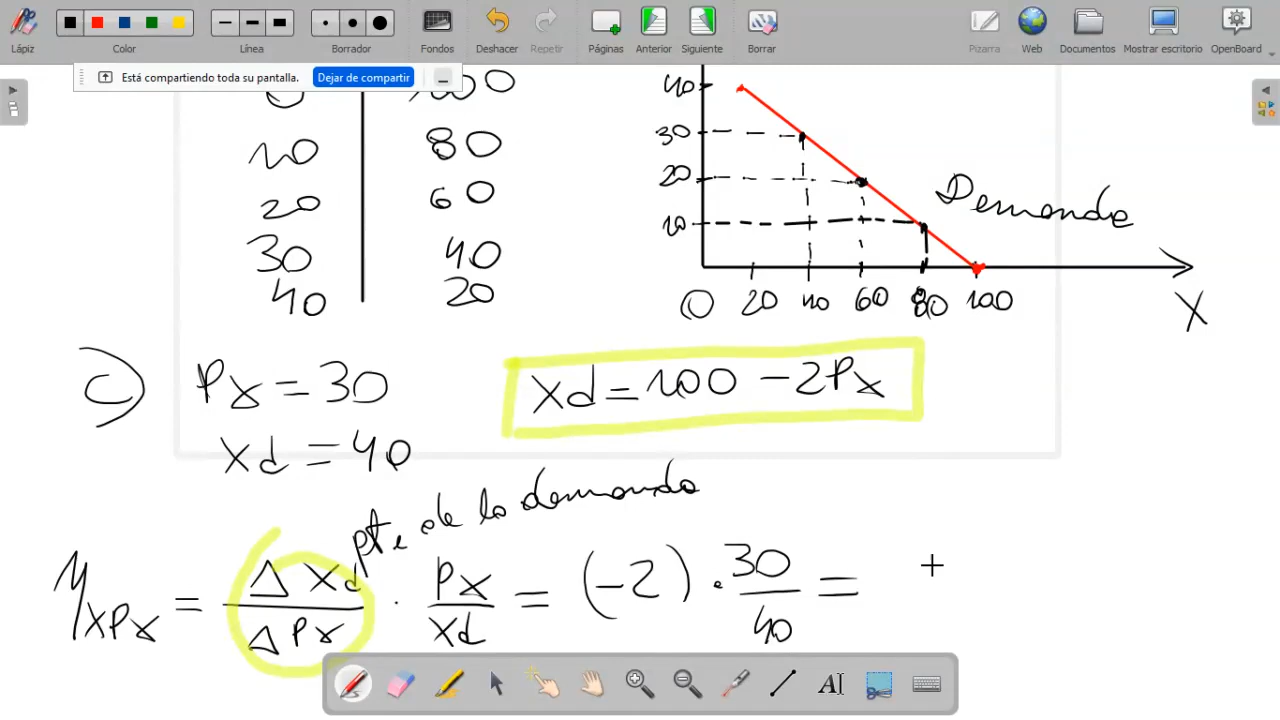 Lápiz Color Línea Borrador Fondos Deshacer Repetir Páginas Anterior Siguiente Borrar Pizarra Web Documentos Mostrar escritorio OpenBoard
Está compartiendo toda su pantalla. Dejar de compartir
0 100
10 80
20 60
30 40
40 20
40
30
20
10
Demanda
0 20 40 60 80 100
X
c) Px = 30
Xd = 100 - 2Px
Xd = 40
pte de la demanda
ηXPx = ΔXd / ΔPx · Px / Xd = (-2) · 30 / 40 =
AI